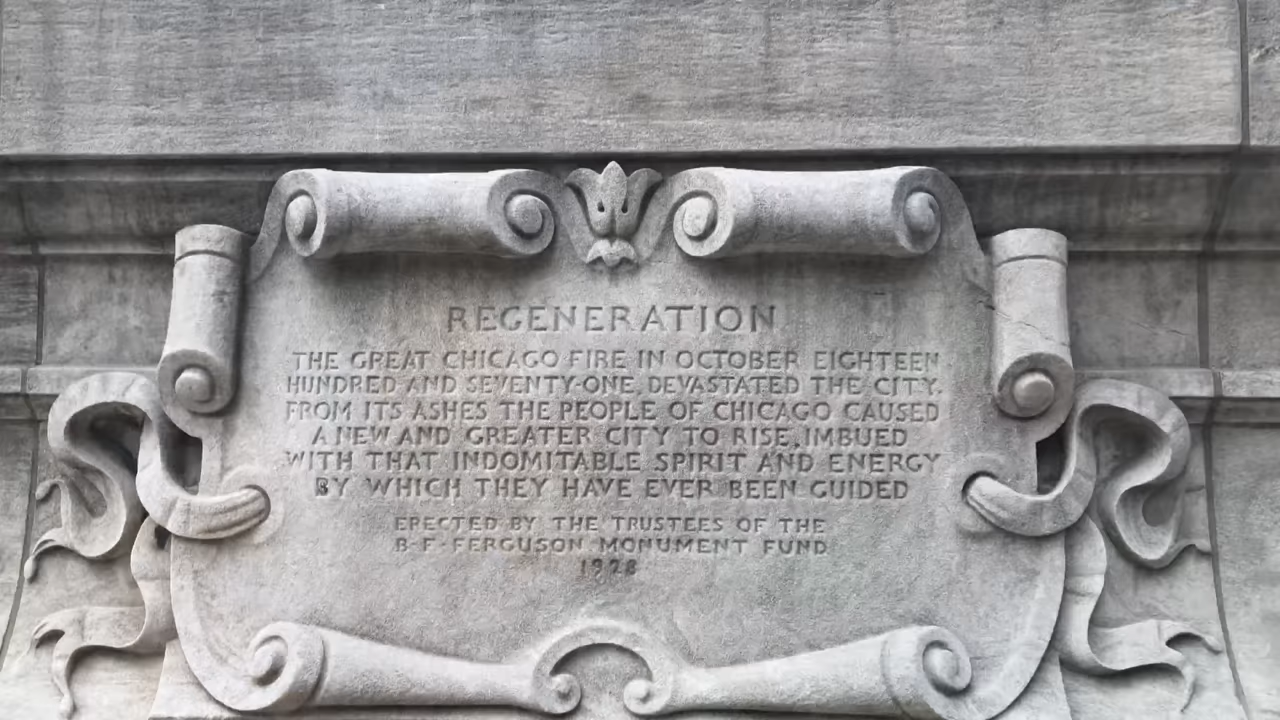 REGENERATION
THE GREAT CHICAGO FIRE IN OCTOBER EIGHTEEN
HUNDRED AND SEVENTY-ONE DEVASTATED THE CITY.
FROM ITS ASHES THE PEOPLE OF CHICAGO CAUSED
A NEW AND GREATER CITY TO RISE, IMBUED
WITH THAT INDOMITABLE SPIRIT AND ENERGY
BY WHICH THEY HAVE EVER BEEN GUIDED
ERECTED BY THE TRUSTEES OF THE
B·F·FERGUSON MONUMENT FUND
1928